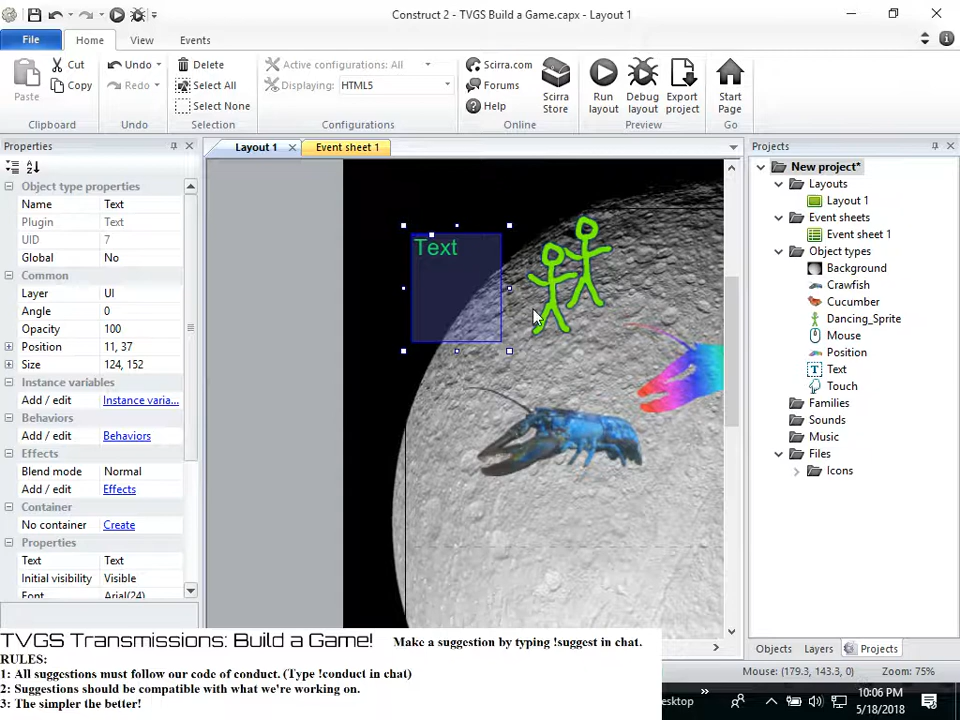 Construct 2 - TVGS Build a Game.capx - Layout 1
File
Home
View
Events
Paste
Cut
Copy
Clipboard
Undo
Redo
Undo
Delete
Select All
Select None
Selection
Active configurations: All
Displaying: HTML5
Configurations
Scirra.com
Forums
Help
Scirra Store
Online
Run layout
Debug layout
Export project
Preview
Start Page
Go
Properties
Layout 1
Event sheet 1
Projects
Object type properties
Name Text
Plugin Text
UID 7
Global No
Common
Layer UI
Angle 0
Opacity 100
Position 11, 37
Size 124, 152
Instance variables
Add / edit Instance varia...
Behaviors
Add / edit Behaviors
Effects
Blend mode Normal
Add / edit Effects
Container
No container Create
Properties
Text Text
Initial visibility Visible
Font Arial(24)
Text
New project*
Layouts
Layout 1
Event sheets
Event sheet 1
Object types
Background
Crawfish
Cucumber
Dancing_Sprite
Mouse
Position
Text
Touch
Families
Sounds
Music
Files
Icons
Objects
Layers
Projects
Mouse: (179.3, 143.3, 0)
Zoom: 75%
TVGS Transmissions: Build a Game!
Make a suggestion by typing !suggest in chat.
RULES:
1: All suggestions must follow our code of conduct. (Type !conduct in chat)
2: Suggestions should be compatible with what we're working on.
3: The simpler the better!
esktop
10:06 PM
5/18/2018